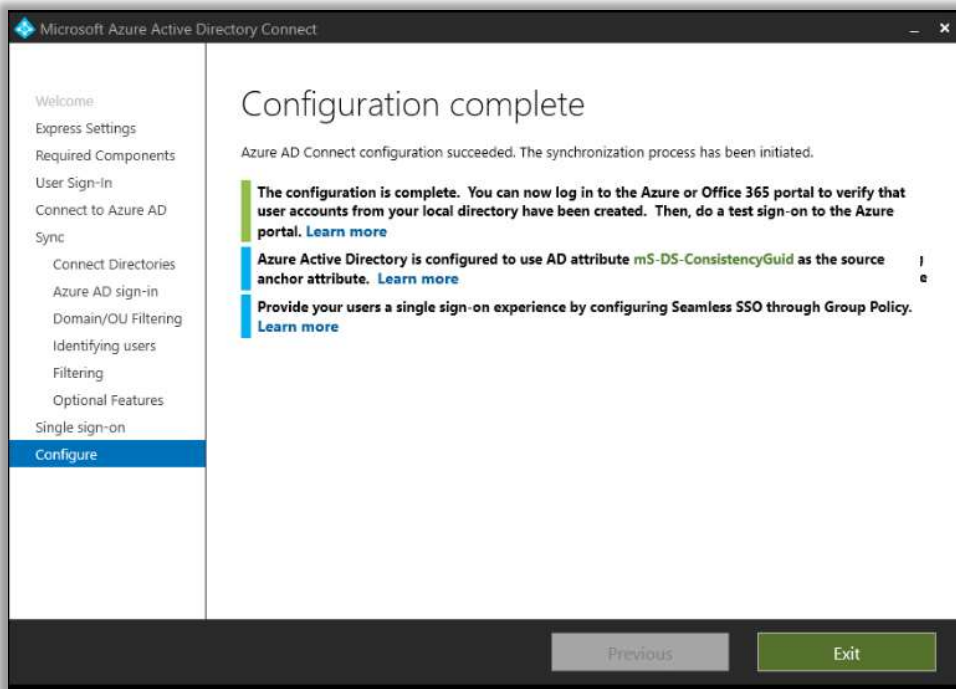 Microsoft Azure Active Directory Connect
Welcome
Express Settings
Required Components
User Sign-In
Connect to Azure AD
Sync
Connect Directories
Azure AD sign-in
Domain/OU Filtering
Identifying users
Filtering
Optional Features
Single sign-on
Configure
Configuration complete
Azure AD Connect configuration succeeded. The synchronization process has been initiated.
The configuration is complete. You can now log in to the Azure or Office 365 portal to verify that
user accounts from your local directory have been created. Then, do a test sign-on to the Azure
portal. Learn more
Azure Active Directory is configured to use AD attribute mS-DS-ConsistencyGuid as the source
anchor attribute. Learn more
Provide your users a single sign-on experience by configuring Seamless SSO through Group Policy.
Learn more
Previous
Exit